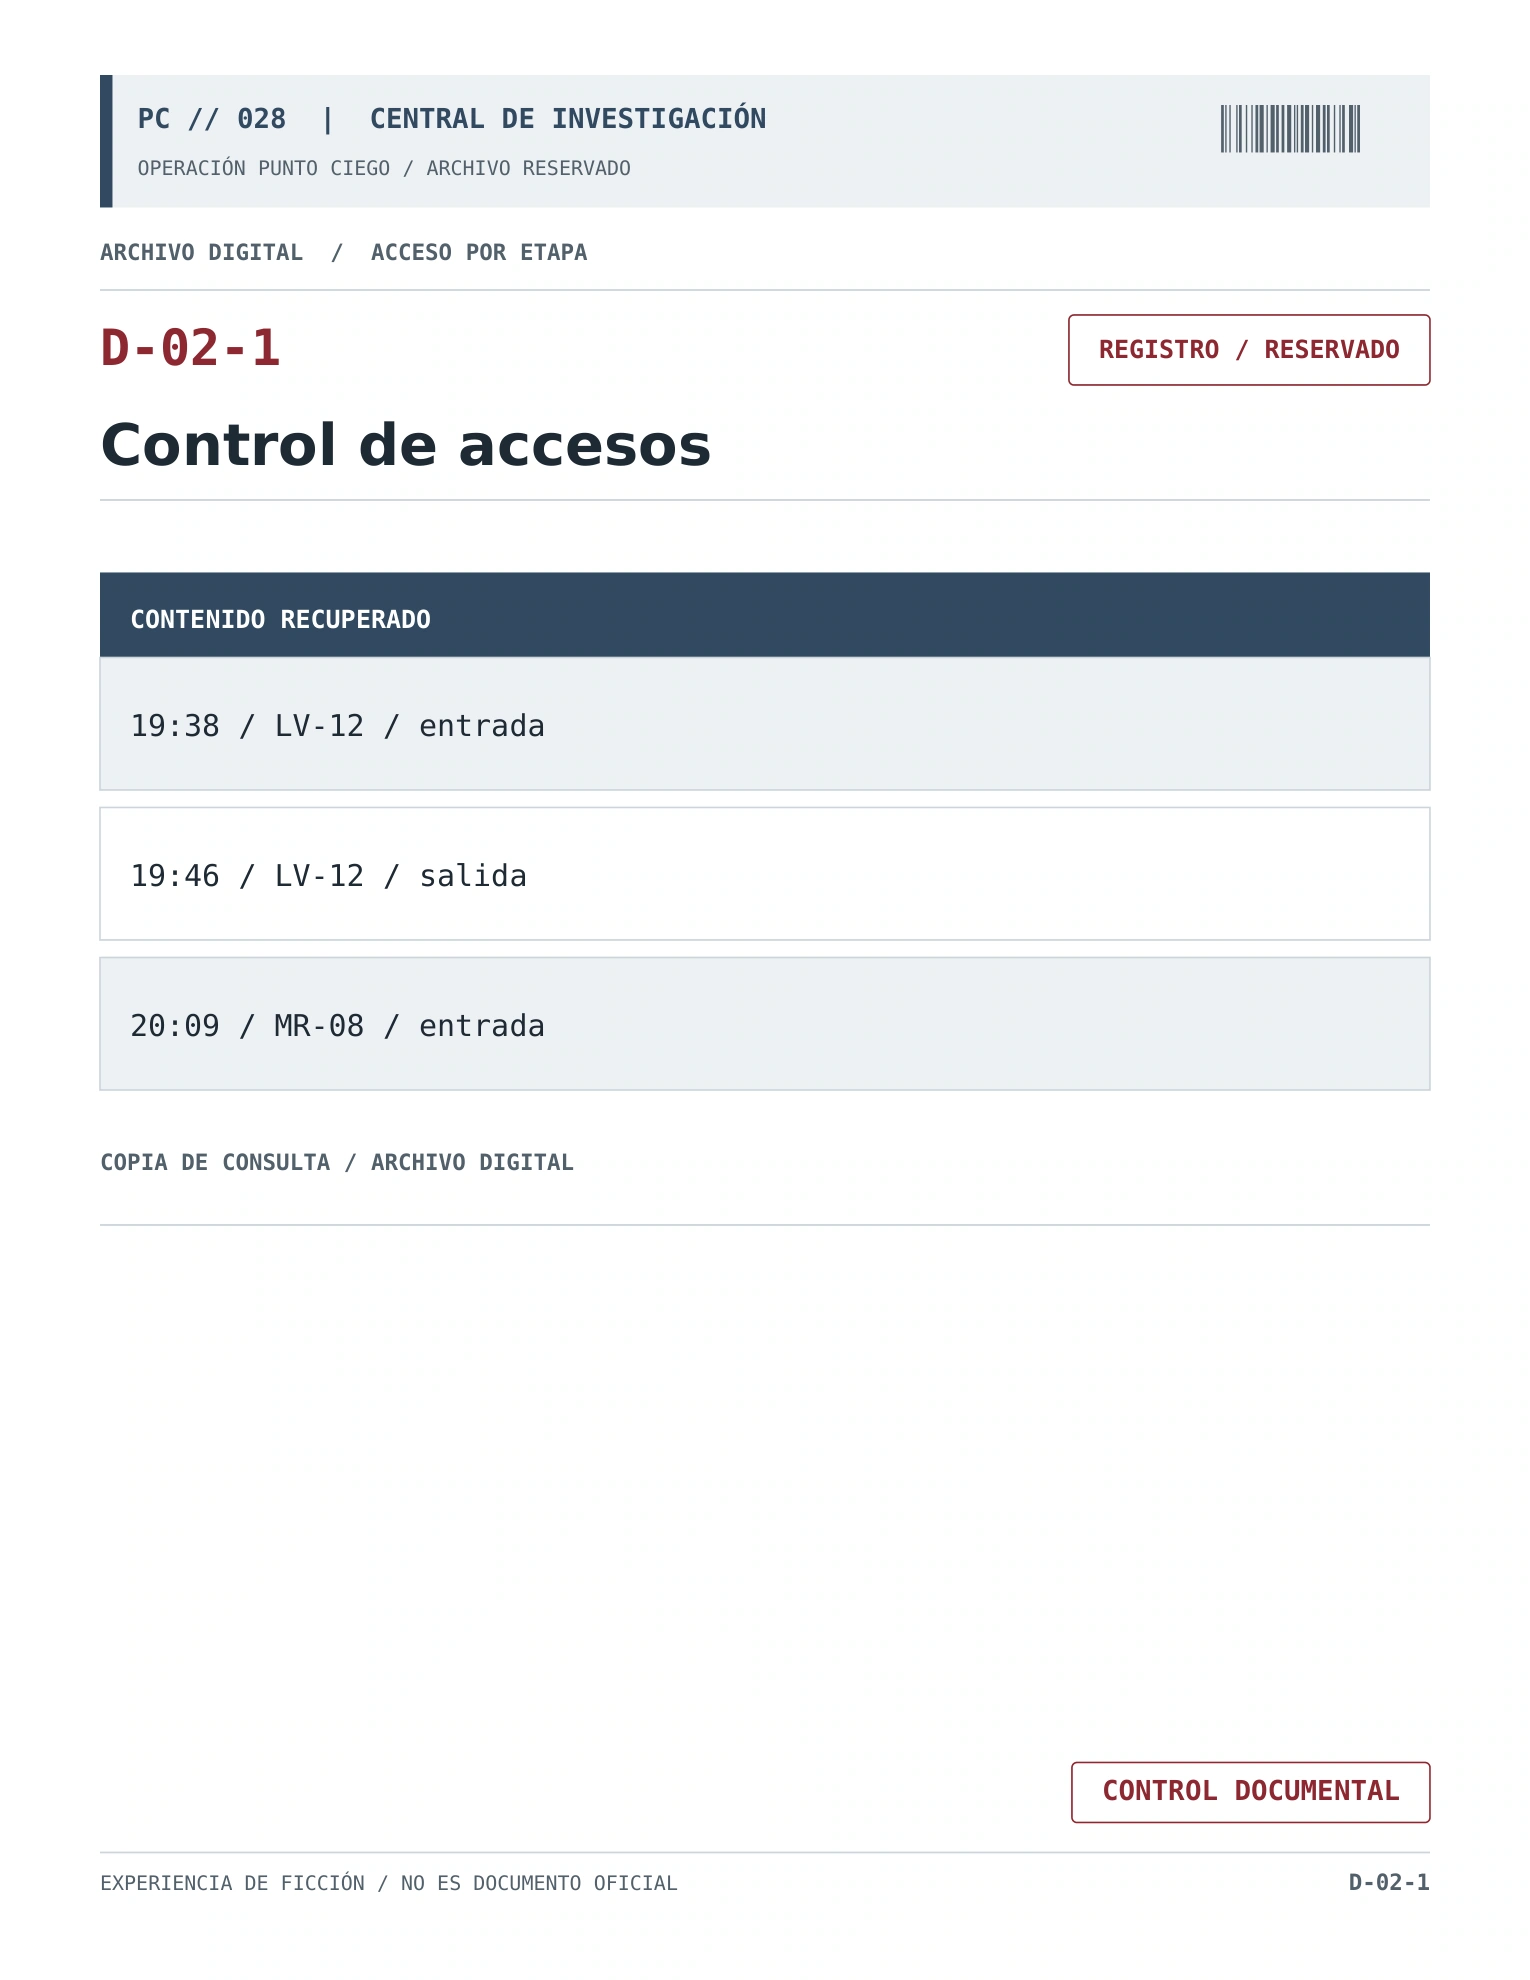 PC // 028 | CENTRAL DE INVESTIGACIÓN
OPERACIÓN PUNTO CIEGO / ARCHIVO RESERVADO
ARCHIVO DIGITAL / ACCESO POR ETAPA
D-02-1
REGISTRO / RESERVADO
Control de accesos
CONTENIDO RECUPERADO
19:38 / LV-12 / entrada
19:46 / LV-12 / salida
20:09 / MR-08 / entrada
COPIA DE CONSULTA / ARCHIVO DIGITAL
CONTROL DOCUMENTAL
EXPERIENCIA DE FICCIÓN / NO ES DOCUMENTO OFICIAL
D-02-1